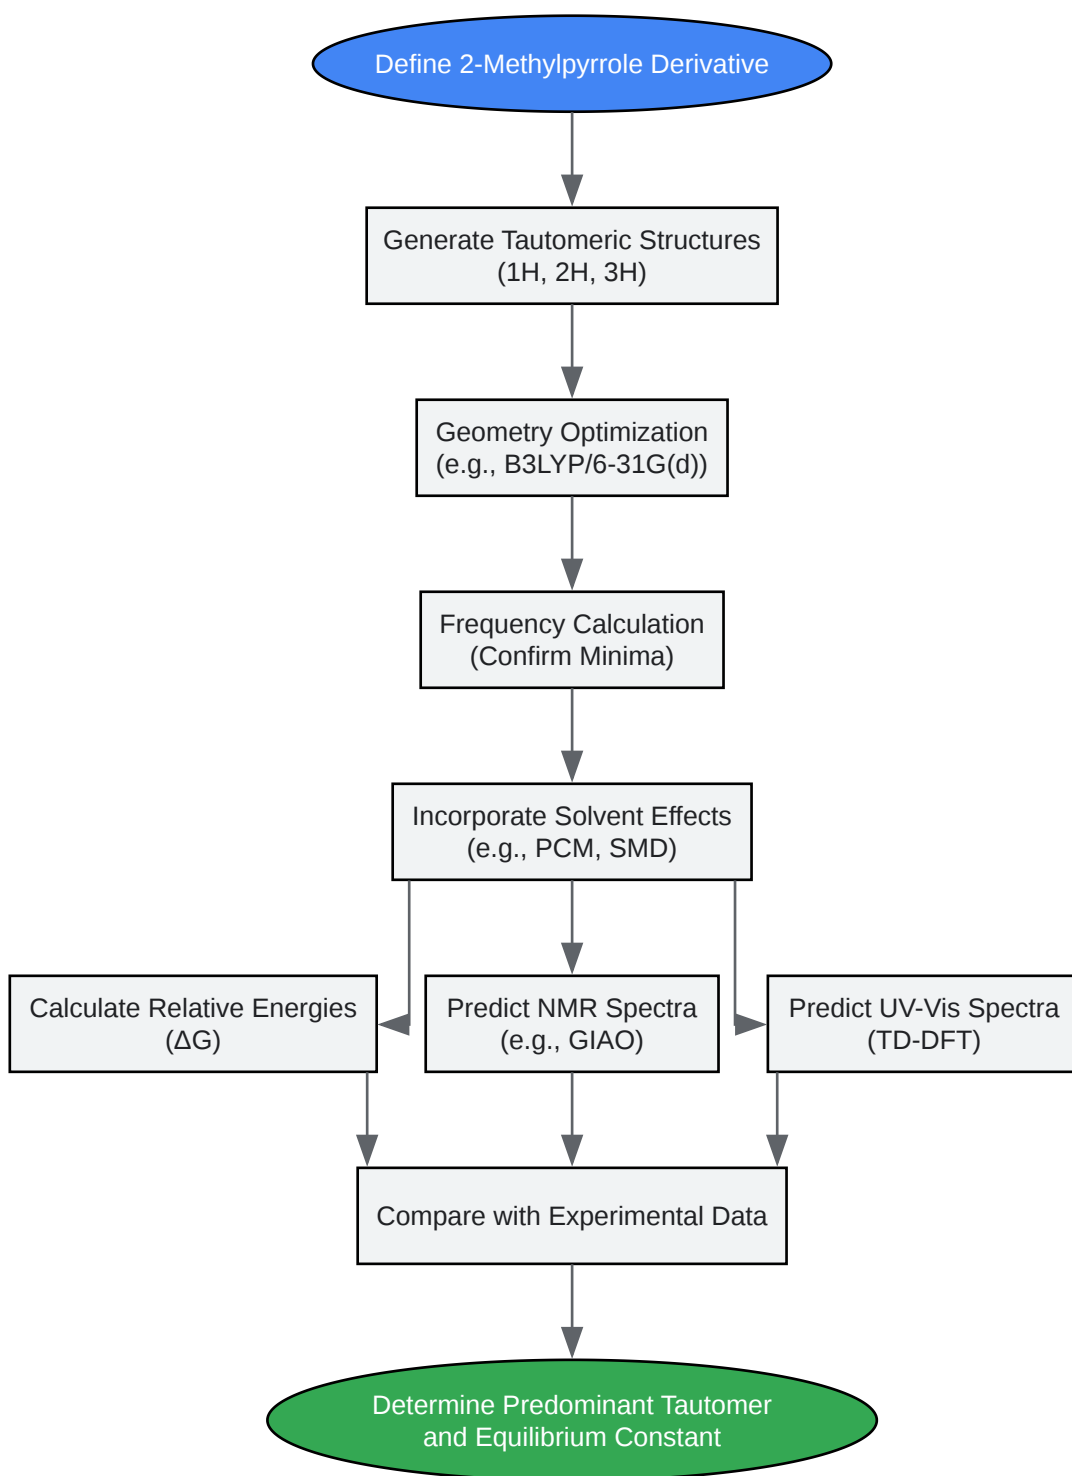 Define 2-Methylpyrrole Derivative
Generate Tautomeric Structures
(1H, 2H, 3H)
Geometry Optimization
(e.g., B3LYP/6-31G(d))
Frequency Calculation
(Confirm Minima)
Incorporate Solvent Effects
(e.g., PCM, SMD)
Calculate Relative Energies
(ΔG)
Predict NMR Spectra
(e.g., GIAO)
Predict UV-Vis Spectra
(TD-DFT)
Compare with Experimental Data
Determine Predominant Tautomer
and Equilibrium Constant